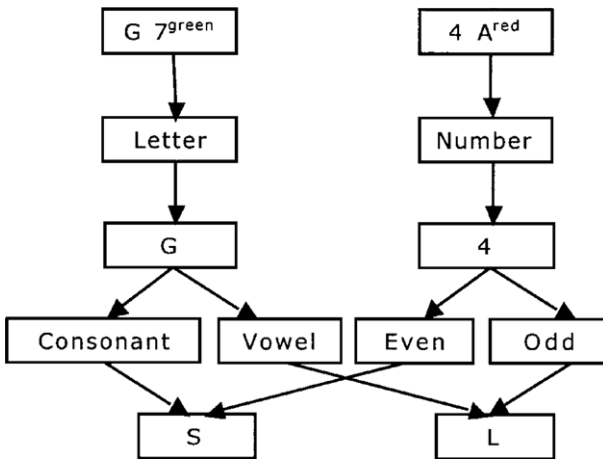 G 7green
4 Ared
Letter
Number
G
4
Consonant
Vowel
Even
Odd
S
L